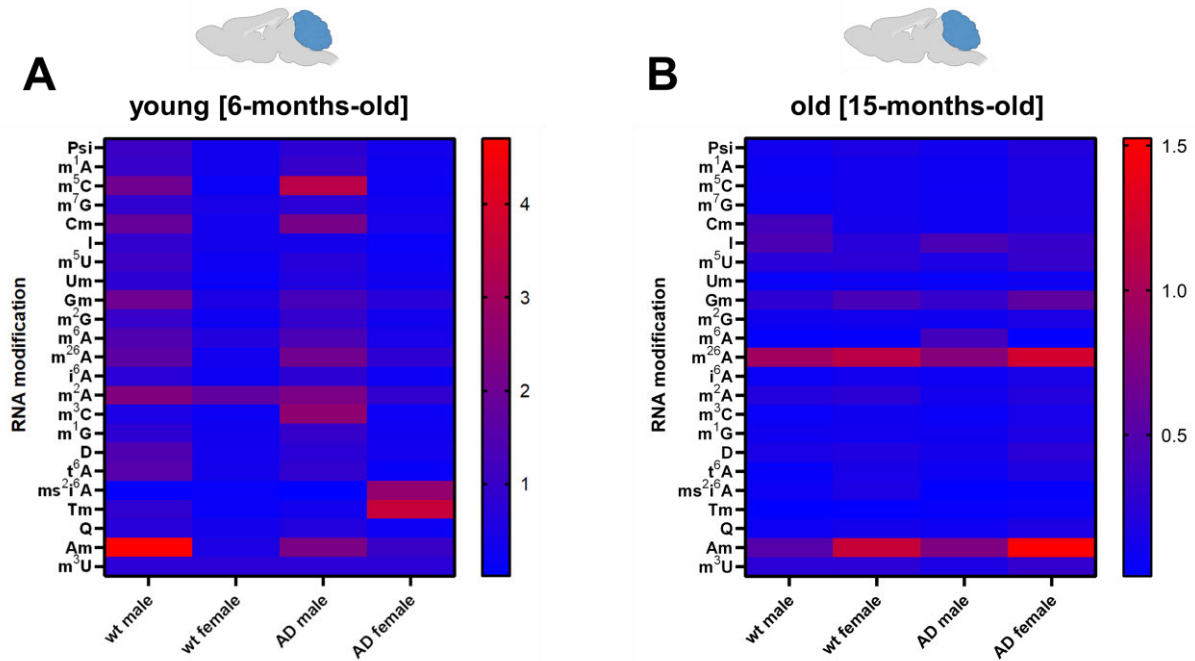 A
young [6-months-old]
RNA modification
Psi
m¹A
m⁵C
m⁷G
Cm
I
m⁵U
Um
Gm
m²G
m⁶A
m²⁶A
i⁶A
m²A
m³C
m¹G
D
t⁶A
ms²i⁶A
Tm
Q
Am
m³U
wt male
wt female
AD male
AD female
4
3
2
1
B
old [15-months-old]
RNA modification
Psi
m¹A
m⁵C
m⁷G
Cm
I
m⁵U
Um
Gm
m²G
m⁶A
m²⁶A
i⁶A
m²A
m³C
m¹G
D
t⁶A
ms²i⁶A
Tm
Q
Am
m³U
wt male
wt female
AD male
AD female
1.5
1.0
0.5